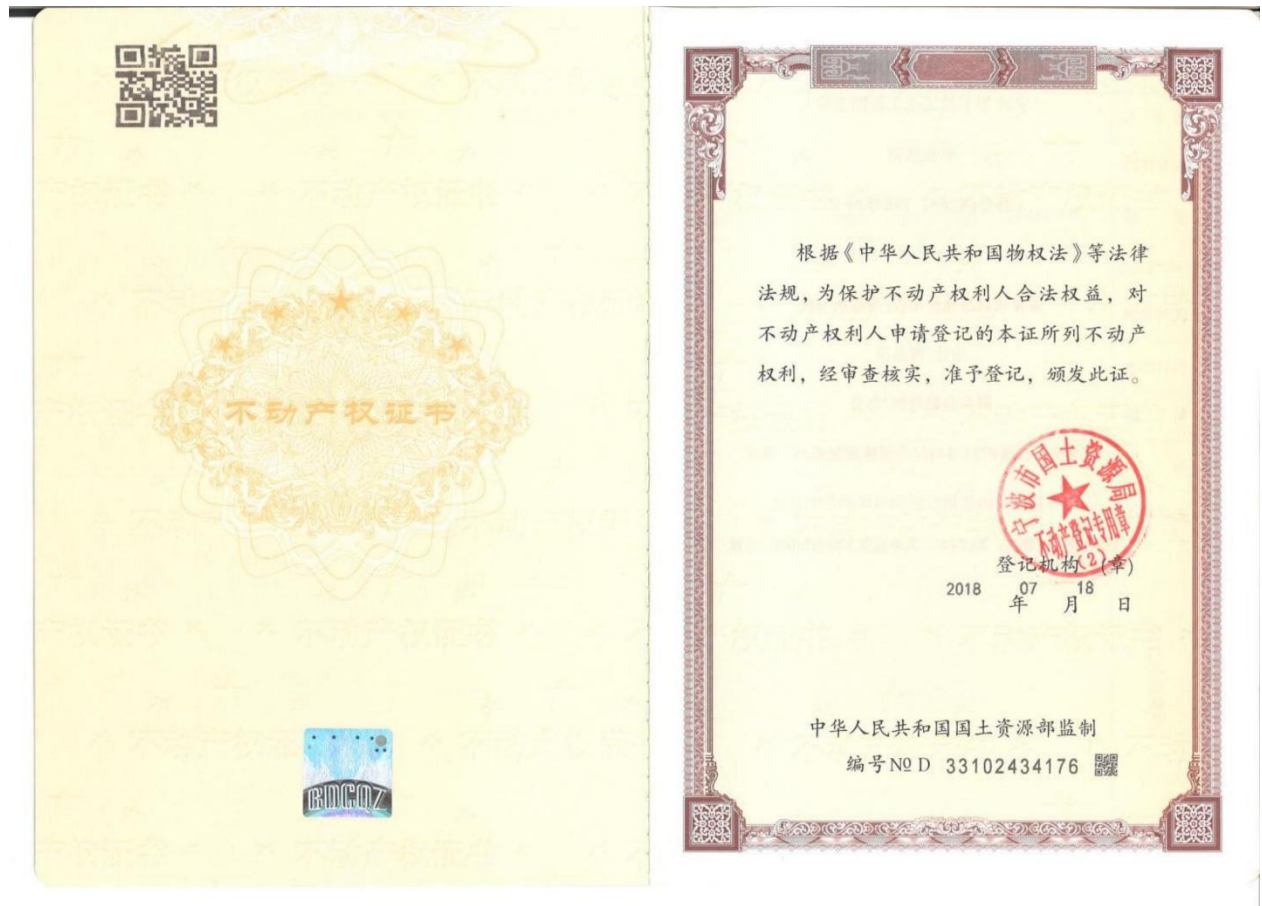 不动产权证书
BDCQZ
根据《中华人民共和国物权法》等法律
法规，为保护不动产权利人合法权益，对
不动产权利人申请登记的本证所列不动产
权利，经审查核实，准予登记，颁发此证。
宁波市国土资源局
不动产登记专用章
(2)
登记机构（章）
2018 年 07 月 18 日
中华人民共和国国土资源部监制
编号 № D 33102434176